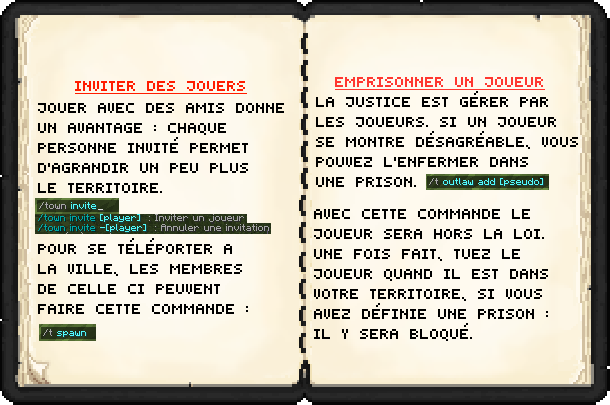 INVITER DES JOUERS
JOUER AVEC DES AMIS DONNE
UN AVANTAGE : CHAQUE
PERSONNE INVITÉ PERMET
D'AGRANDIR UN PEU PLUS
LE TERRITOIRE.
/town invite_
/town invite [player] : Inviter un joueur
/town invite -[player] : Annuler une invitation
POUR SE TÉLÉPORTER A
LA VILLE, LES MEMBRES
DE CELLE CI PEUVENT
FAIRE CETTE COMMANDE :
/t spawn
EMPRISONNER UN JOUEUR
LA JUSTICE EST GÉRER PAR
LES JOUEURS. SI UN JOUEUR
SE MONTRE DÉSAGRÉABLE, VOUS
POUVEZ L'ENFERMER DANS
UNE PRISON. /t outlaw add [pseudo]
AVEC CETTE COMMANDE LE
JOUEUR SERA HORS LA LOI.
UNE FOIS FAIT, TUEZ LE
JOUEUR QUAND IL EST DANS
VOTRE TERRITOIRE, SI VOUS
AVEZ DÉFINIE UNE PRISON :
IL Y SERA BLOQUÉ.